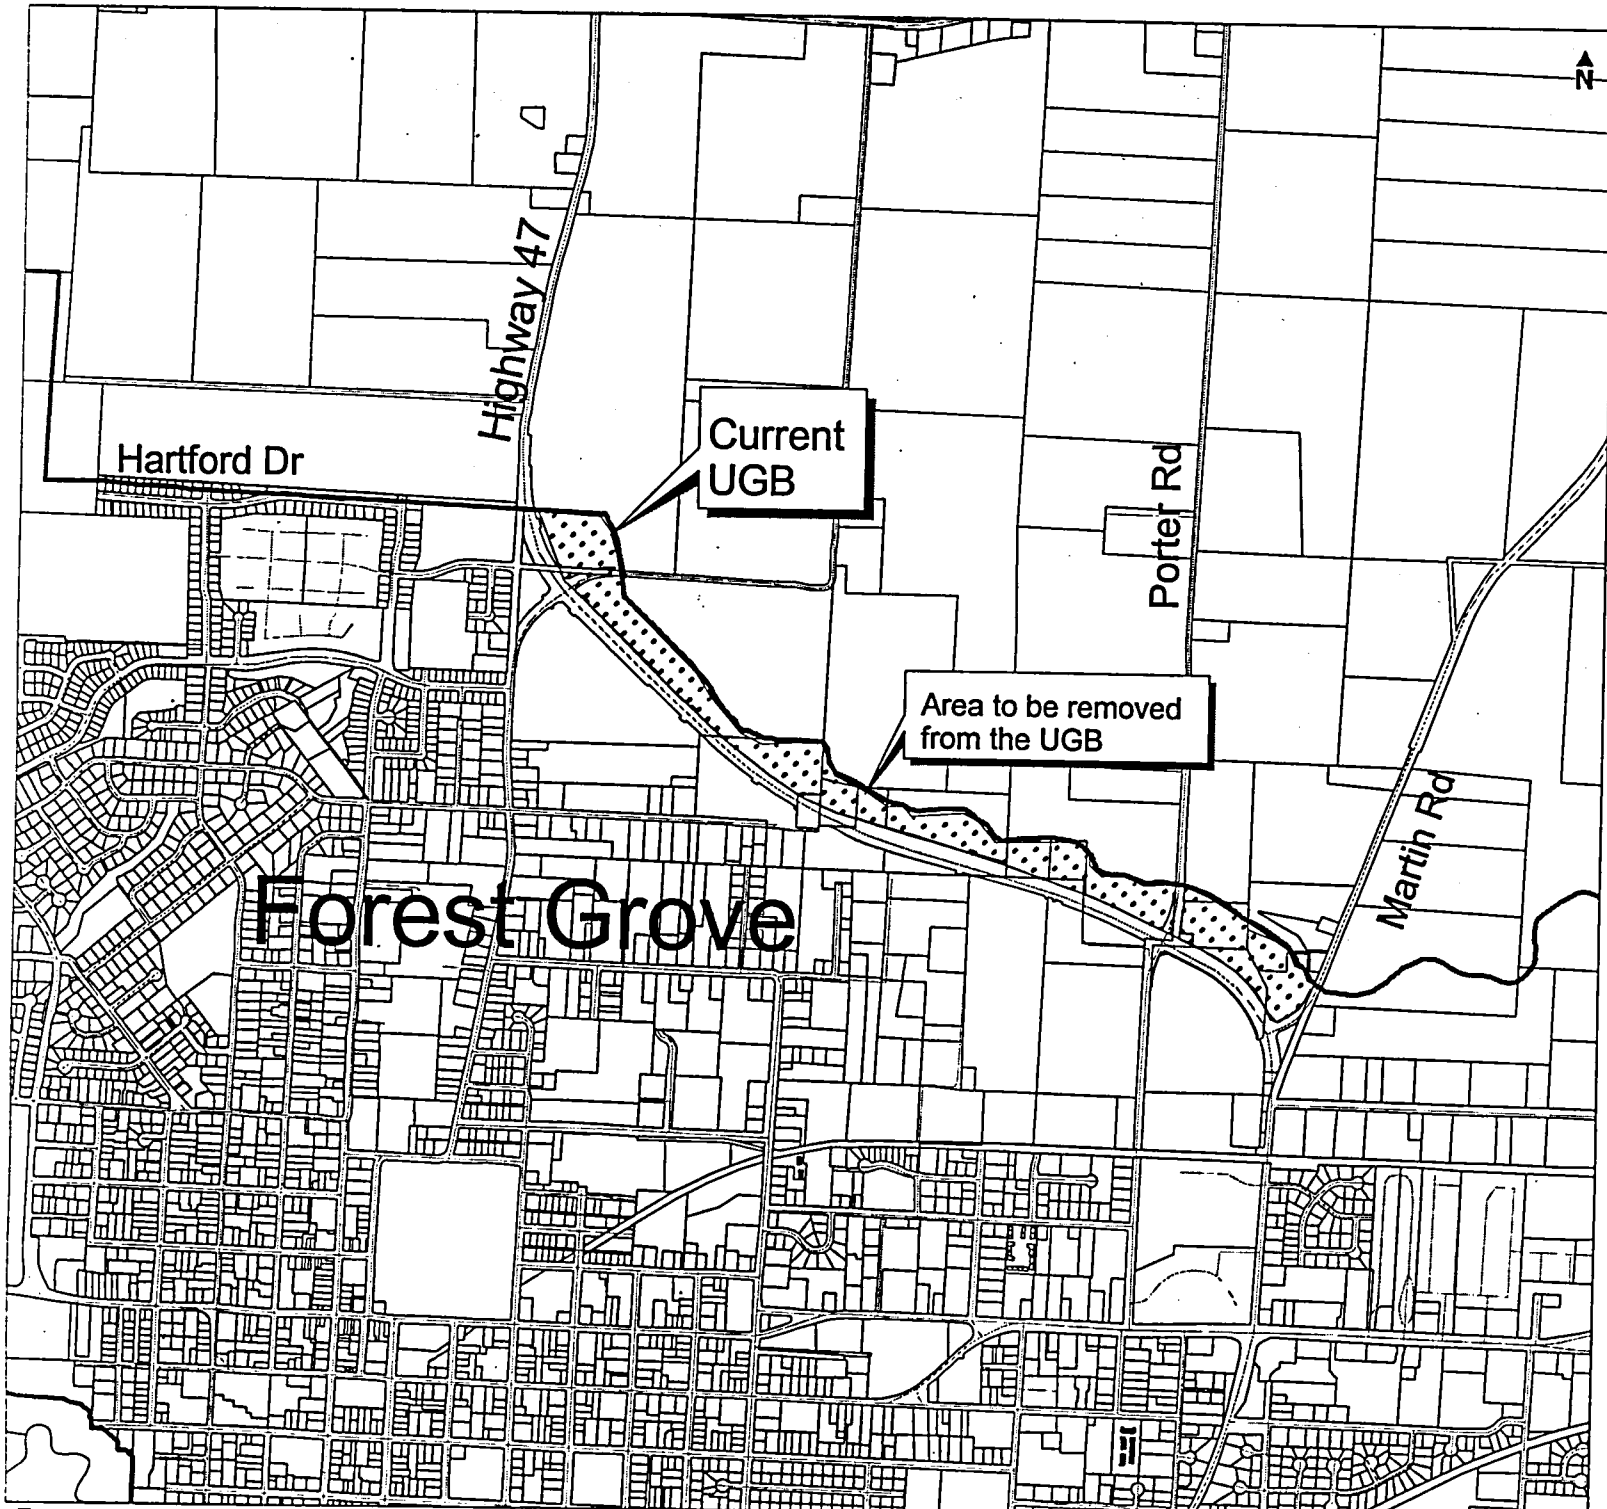 N
Highway 47
Current
UGB
Hartford Dr
Porter Rd
Area to be removed
from the UGB
Martin Rd
Forest Grove